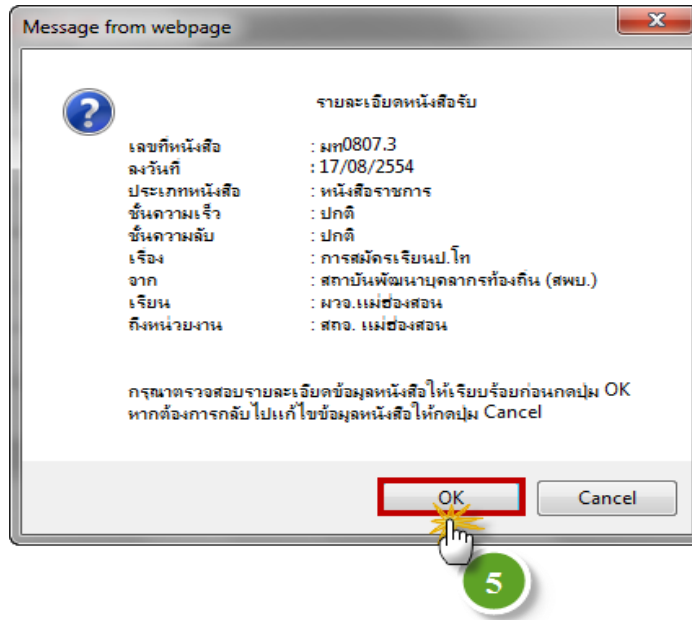 Message from webpage
รายละเอียดหนังสือรับ
เลขที่หนังสือ : มท0807.3
ลงวันที่ : 17/08/2554
ประเภทหนังสือ : หนังสือราชการ
ชั้นความเร็ว : ปกติ
ชั้นความลับ : ปกติ
เรื่อง : การสมัครเรียนป.โท
จาก : สถาบันพัฒนาบุคลากรท้องถิ่น (สพบ.)
เรียน : ผวจ.แม่ฮ่องสอน
ถึงหน่วยงาน : สถจ. แม่ฮ่องสอน
กรุณาตรวจสอบรายละเอียดข้อมูลหนังสือให้เรียบร้อยก่อนกดปุ่ม OK
หากต้องการกลับไปแก้ไขข้อมูลหนังสือให้กดปุ่ม Cancel
OK Cancel
5